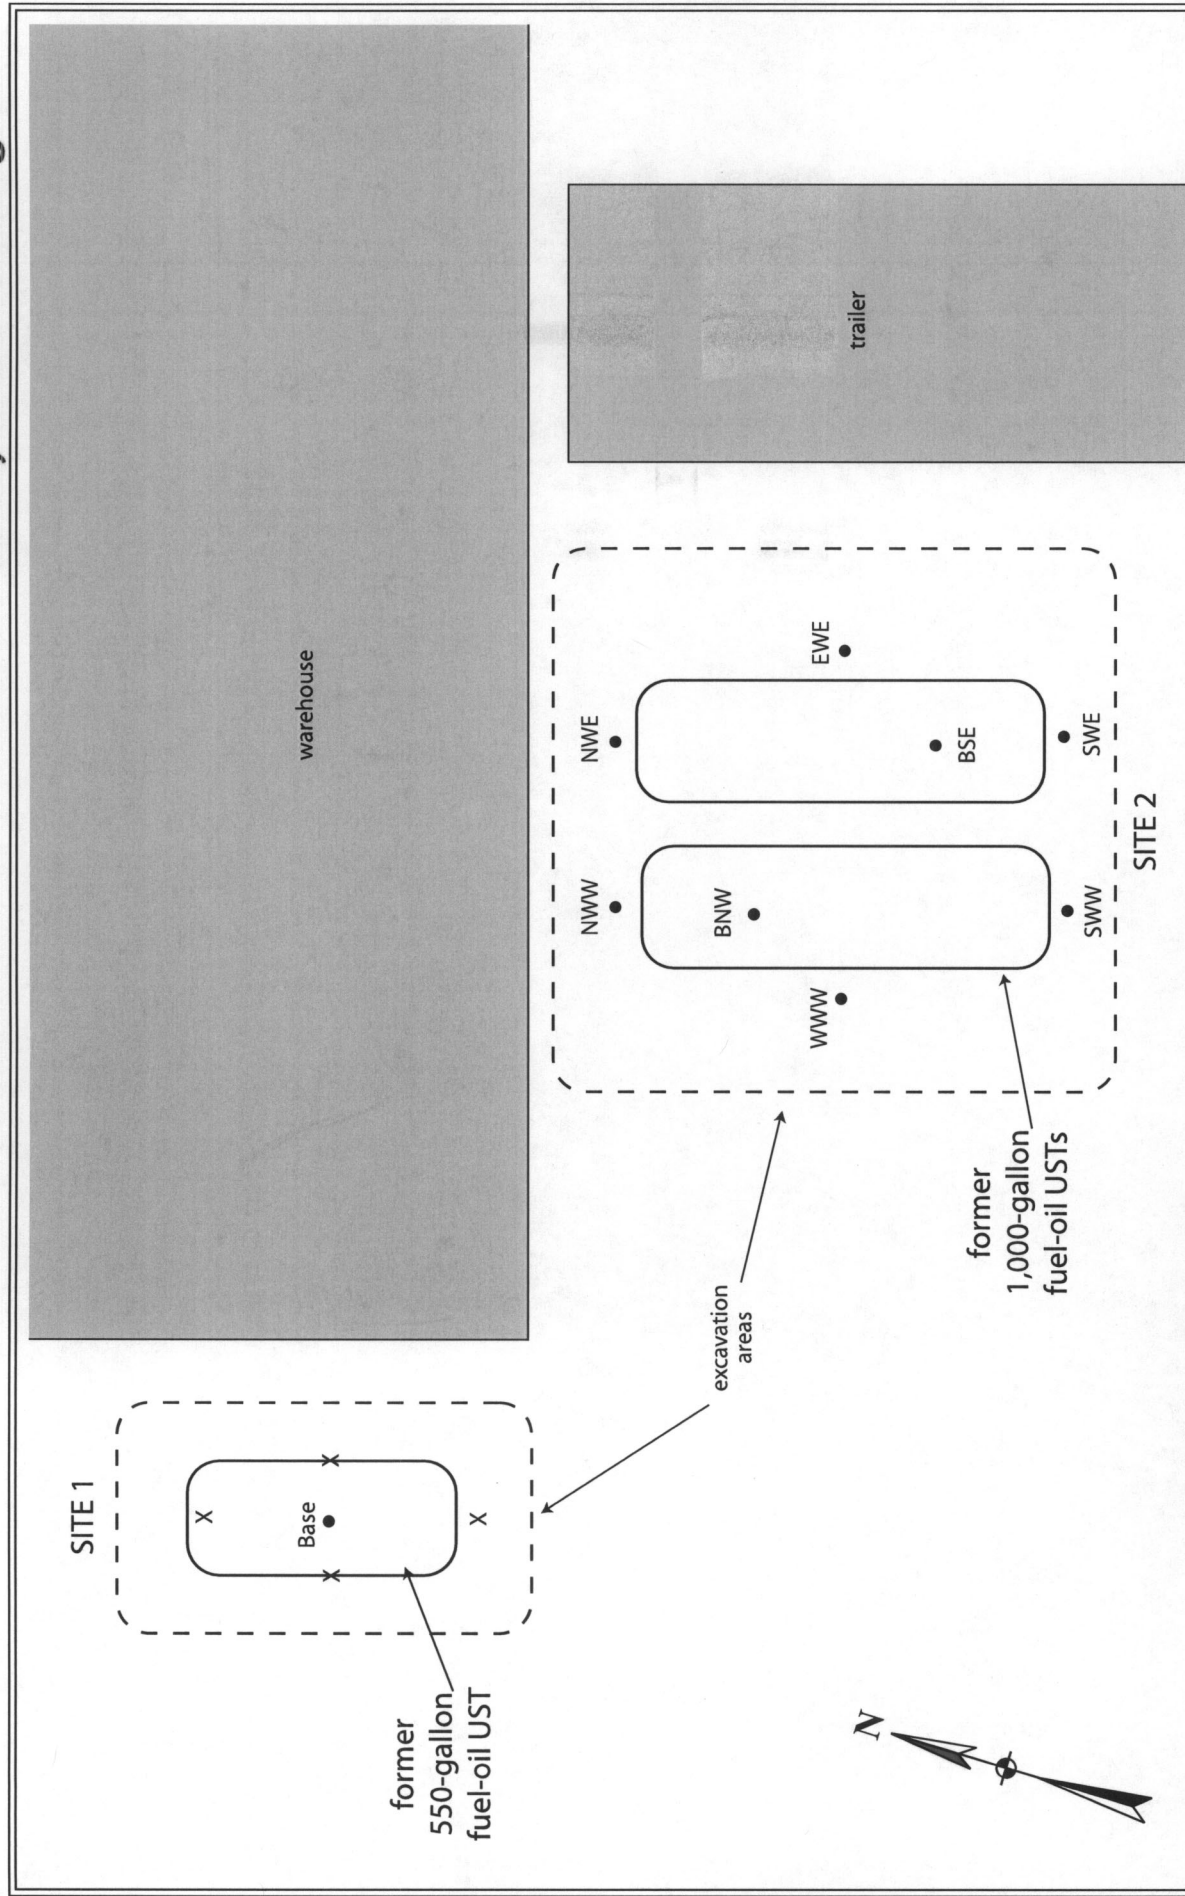 warehouse
trailer
SITE 1
X
Base
X
X
X
former
550-gallon
fuel-oil UST
excavation
areas
NWW
NWE
BNW
EWE
WWW
BSE
SWW
SWE
SITE 2
former
1,000-gallon
fuel-oil USTs
N